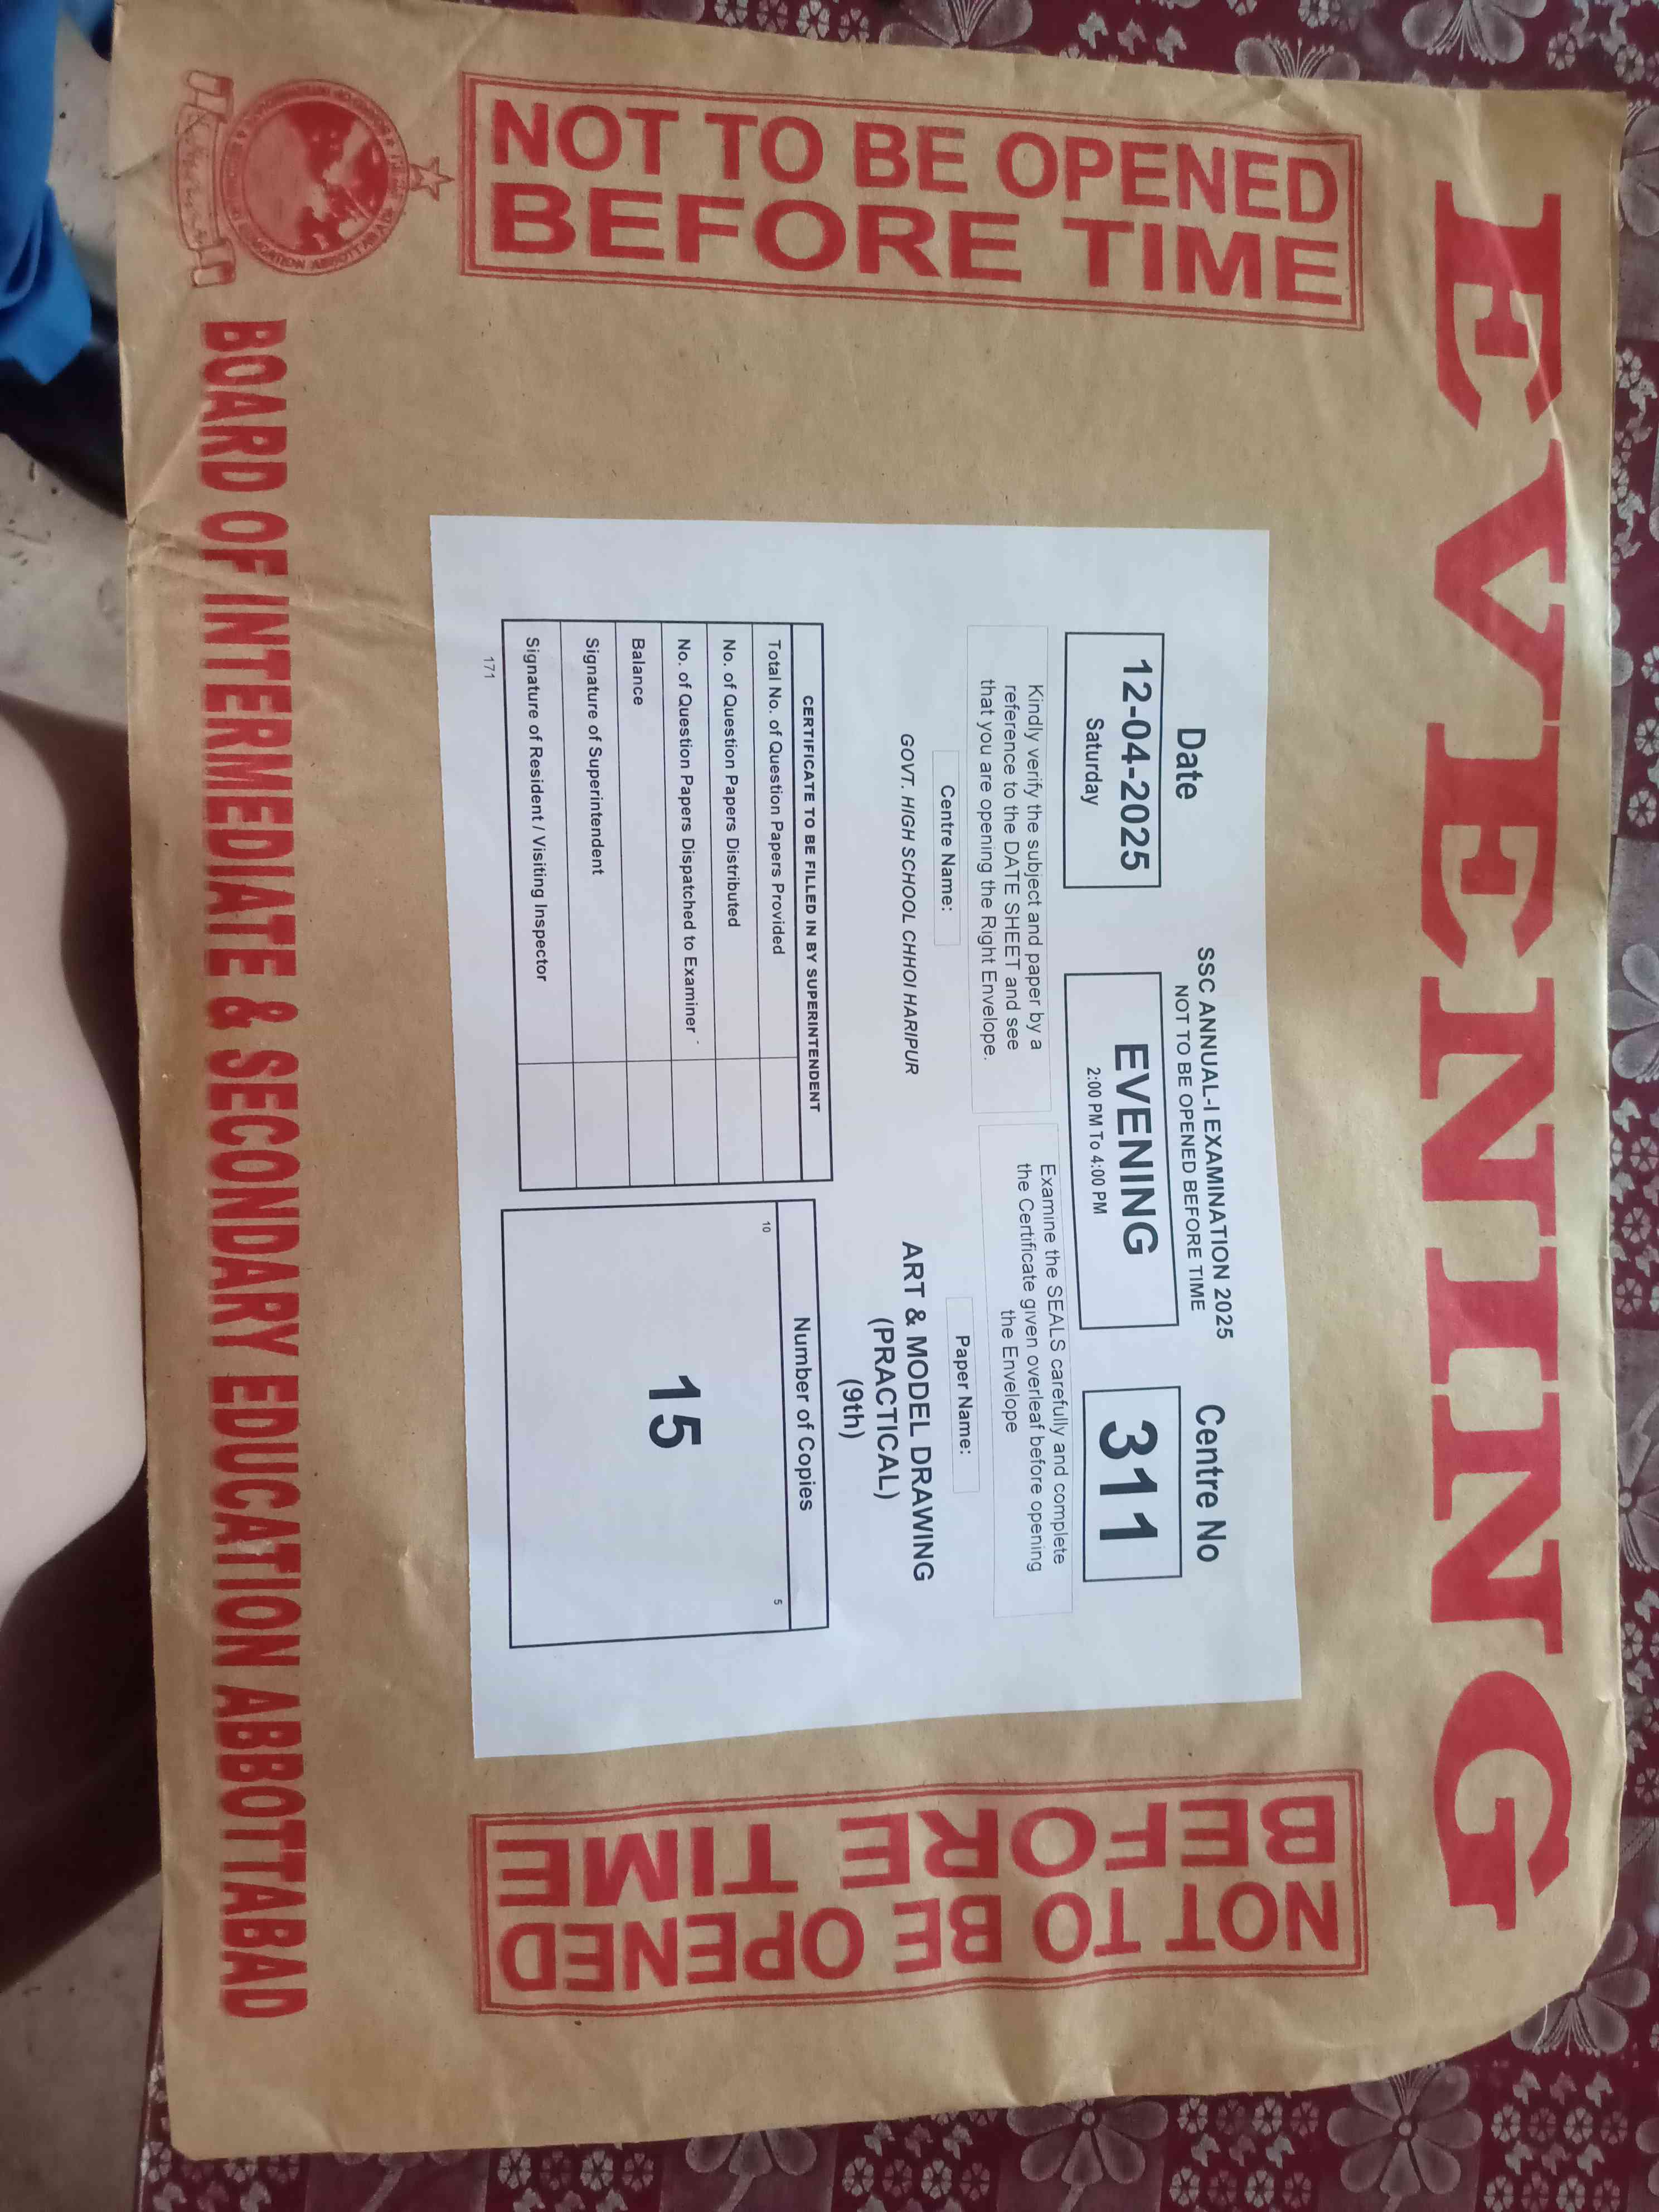 EVENING
NOT TO BE OPENED
BEFORE TIME
SSC ANNUAL-I EXAMINATION 2025
NOT TO BE OPENED BEFORE TIME
Date
Centre No
12-04-2025
Saturday
EVENING
2:00 PM To 4:00 PM
311
Kindly verify the subject and paper by a
reference to the DATE SHEET and see
that you are opening the Right Envelope.
Examine the SEALS carefully and complete
the Certificate given overleaf before opening
the Envelope
Centre Name:
Paper Name:
GOVT. HIGH SCHOOL CHHOI HARIPUR
ART & MODEL DRAWING
(PRACTICAL)
(9th)
CERTIFICATE TO BE FILLED IN BY SUPERINTENDENT
Total No. of Question Papers Provided
No. of Question Papers Distributed
No. of Question Papers Dispatched to Examiner
Balance
Signature of Superintendent
Signature of Resident / Visiting Inspector
171
Number of Copies
10
5
15
NOT TO BE OPENED
BEFORE TIME
BOARD OF INTERMEDIATE & SECONDARY EDUCATION ABBOTTABAD